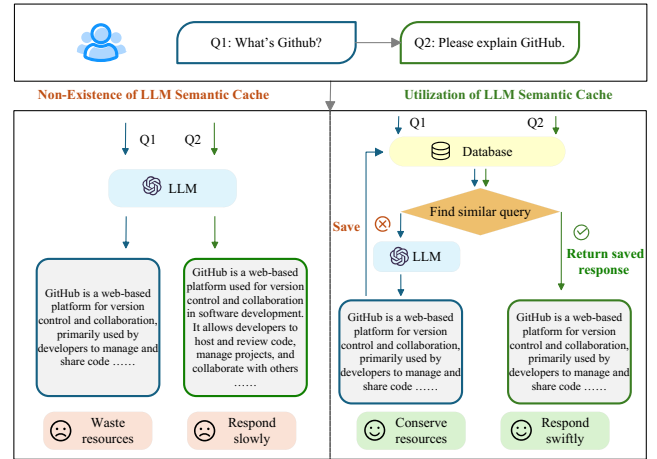 Q1: What's Github?
Q2: Please explain GitHub.
Non-Existence of LLM Semantic Cache
Utilization of LLM Semantic Cache
Q1
Q2
LLM
GitHub is a web-based
platform for version
control and collaboration,
primarily used by
developers to manage and
share code ……
GitHub is a web-based
platform used for version
control and collaboration
in software development.
It allows developers to
host and review code,
manage projects, and
collaborate with others
……
Waste
resources
Respond
slowly
Q1
Q2
Database
Find similar query
Save
LLM
Return saved
response
GitHub is a web-based
platform for version
control and collaboration,
primarily used by
developers to manage and
share code ……
GitHub is a web-based
platform for version
control and collaboration,
primarily used by
developers to manage and
share code ……
Conserve
resources
Respond
swiftly